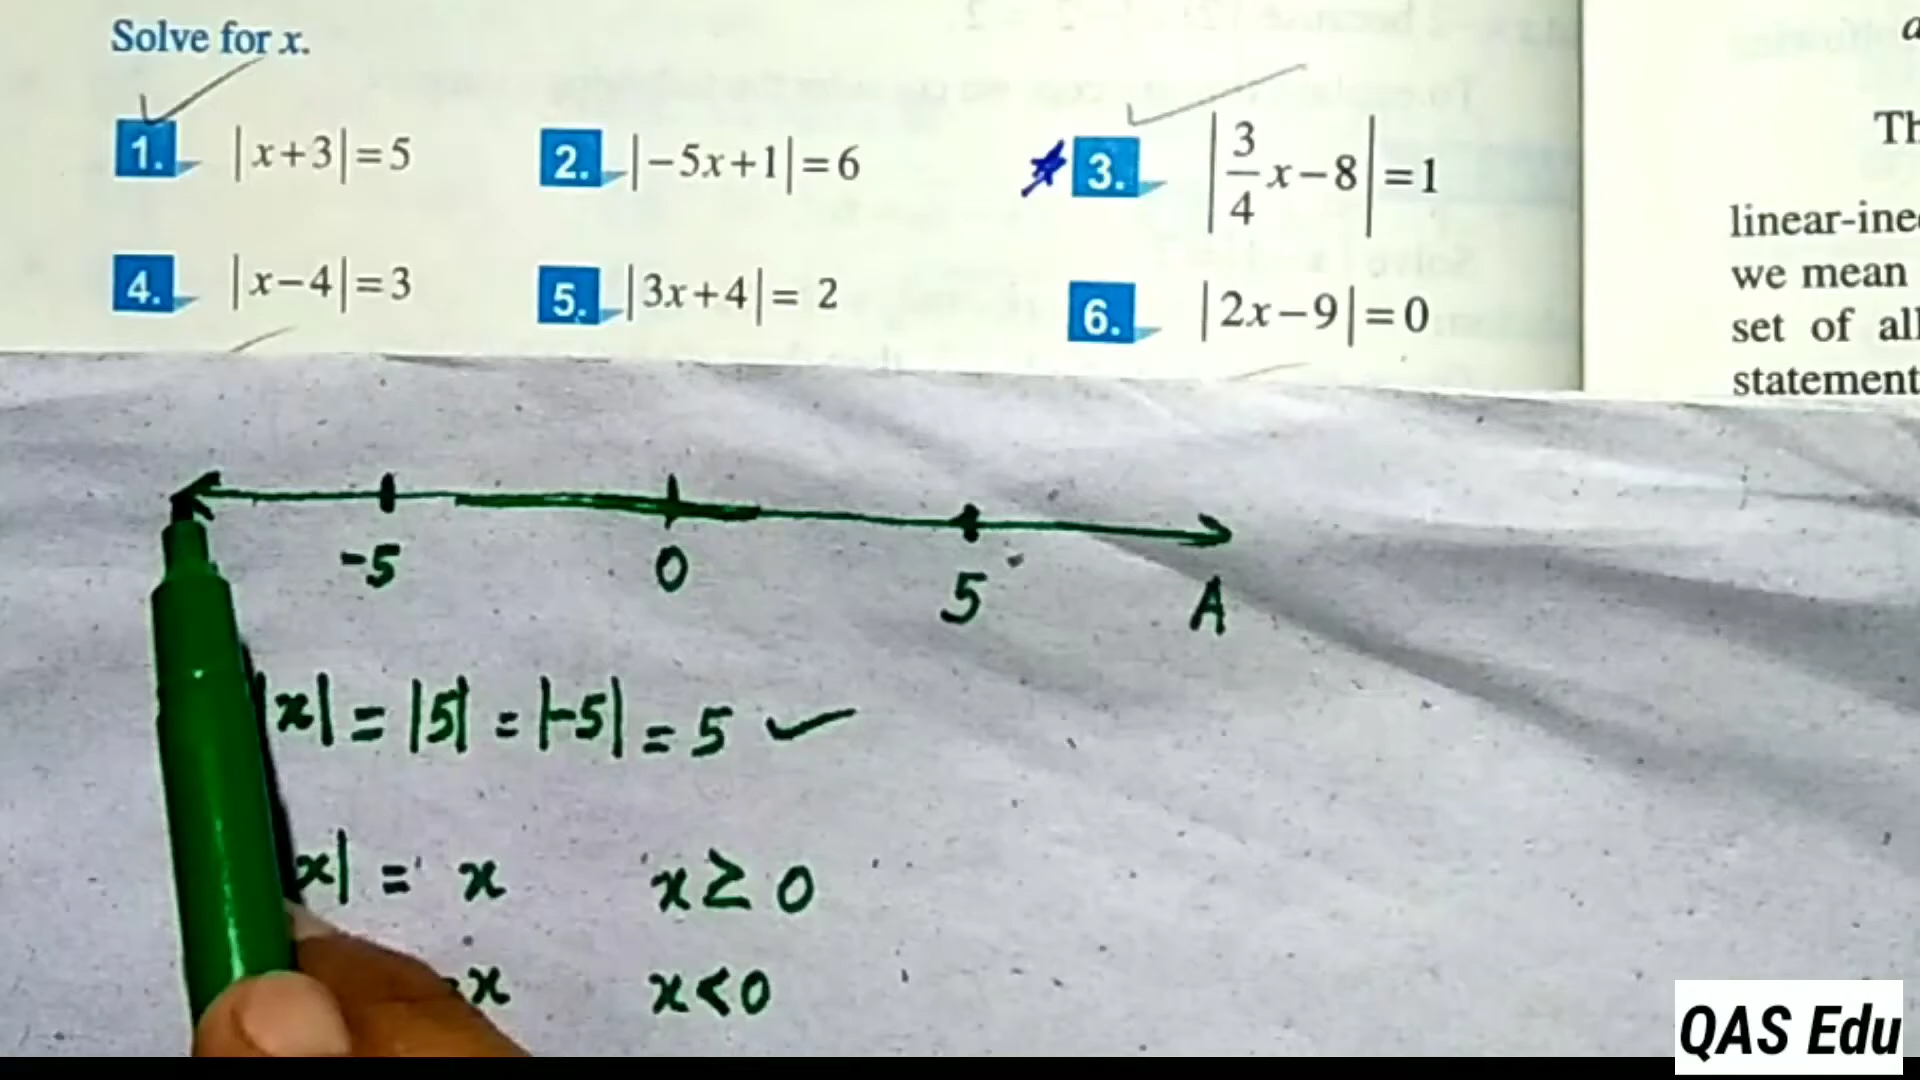 Solve for x.
1. |x+3|=5 2. |−5x+1|=6 3. |3/4 x−8|=1
4. |x−4|=3 5. |3x+4|= 2 6. |2x−9|=0
Th
linear-ine
we mean
set of all
statement
-5 0 5 A
|x| = |5| = |-5| = 5 ✓
x| = x x ≥ 0
x x < 0
QAS Edu